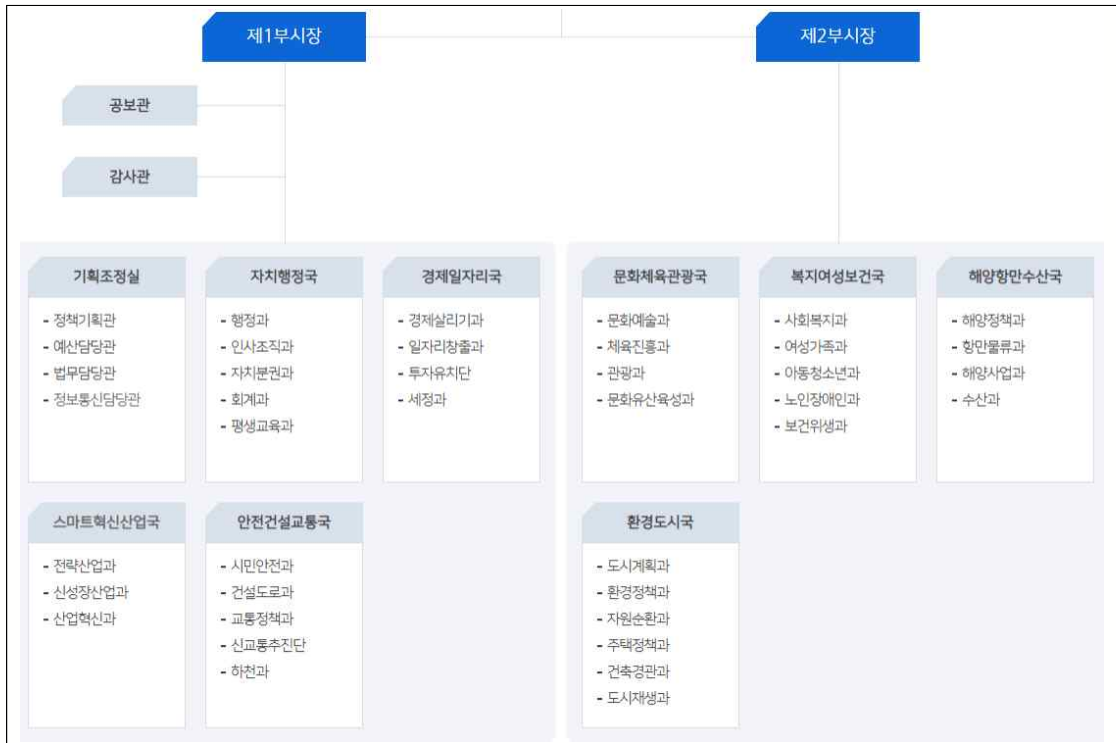 제1부시장
제2부시장
공보관
감사관
기획조정실
- 정책기획관
- 예산담당관
- 법무담당관
- 정보통신담당관
자치행정국
- 행정과
- 인사조직과
- 자치분권과
- 회계과
- 평생교육과
경제일자리국
- 경제살리기과
- 일자리창출과
- 투자유치단
- 세정과
문화체육관광국
- 문화예술과
- 체육진흥과
- 관광과
- 문화유산육성과
복지여성보건국
- 사회복지과
- 여성가족과
- 아동청소년과
- 노인장애인과
- 보건위생과
해양항만수산국
- 해양정책과
- 항만물류과
- 해양사업과
- 수산과
스마트혁신산업국
- 전략산업과
- 신성장산업과
- 산업혁신과
안전건설교통국
- 시민안전과
- 건설도로과
- 교통정책과
- 신교통추진단
- 하천과
환경도시국
- 도시계획과
- 환경정책과
- 자원순환과
- 주택정책과
- 건축경관과
- 도시재생과